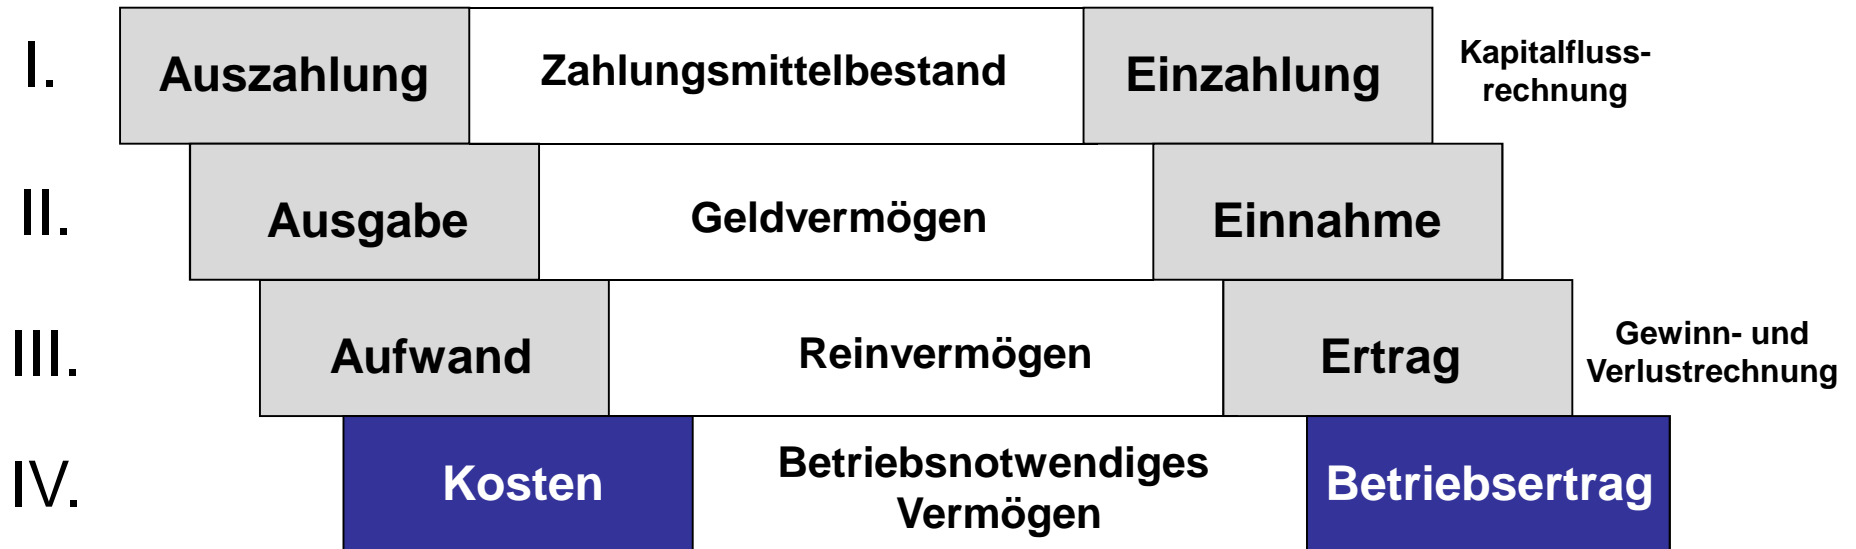 I.
Auszahlung
Zahlungsmittelbestand
Einzahlung
Kapitalfluss-
rechnung
II.
Ausgabe
Geldvermögen
Einnahme
III.
Aufwand
Reinvermögen
Ertrag
Gewinn- und
Verlustrechnung
IV.
Kosten
Betriebsnotwendiges
Vermögen
Betriebsertrag